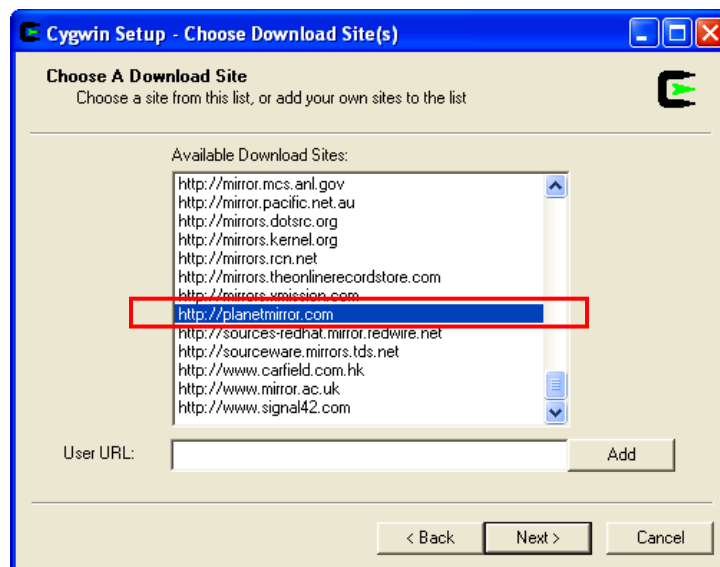 Cygwin Setup - Choose Download Site(s)
Choose A Download Site
Choose a site from this list, or add your own sites to the list
Available Download Sites:
http://mirror.mcs.anl.gov
http://mirror.pacific.net.au
http://mirrors.dotsrc.org
http://mirrors.kernel.org
http://mirrors.rcn.net
http://mirrors.theonlinerecordstore.com
http://mirrors.xmission.com
http://planetmirror.com
http://sources-redhat.mirror.redwire.net
http://sourceware.mirrors.tds.net
http://www.carfield.com.hk
http://www.mirror.ac.uk
http://www.signal42.com
User URL:
Add
< Back
Next >
Cancel